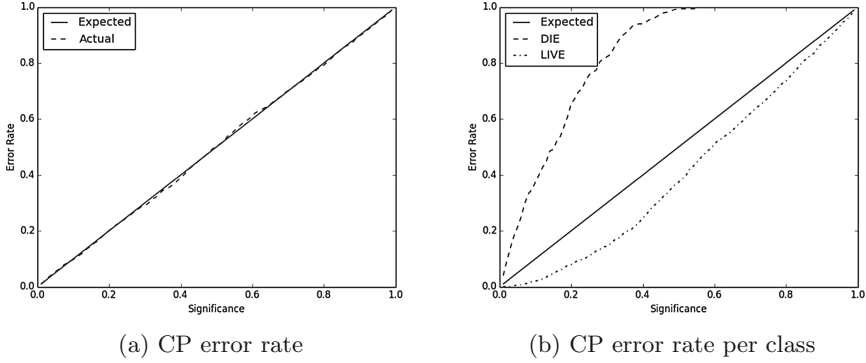 1.0
0.8
0.6
0.4
0.2
0.0
Error Rate
Expected
Actual
0.0 0.2 0.4 0.6 0.8 1.0
Significance
(a) CP error rate
1.0
0.8
0.6
0.4
0.2
0.0
Error Rate
Expected
DIE
LIVE
0.0 0.2 0.4 0.6 0.8 1.0
Significance
(b) CP error rate per class